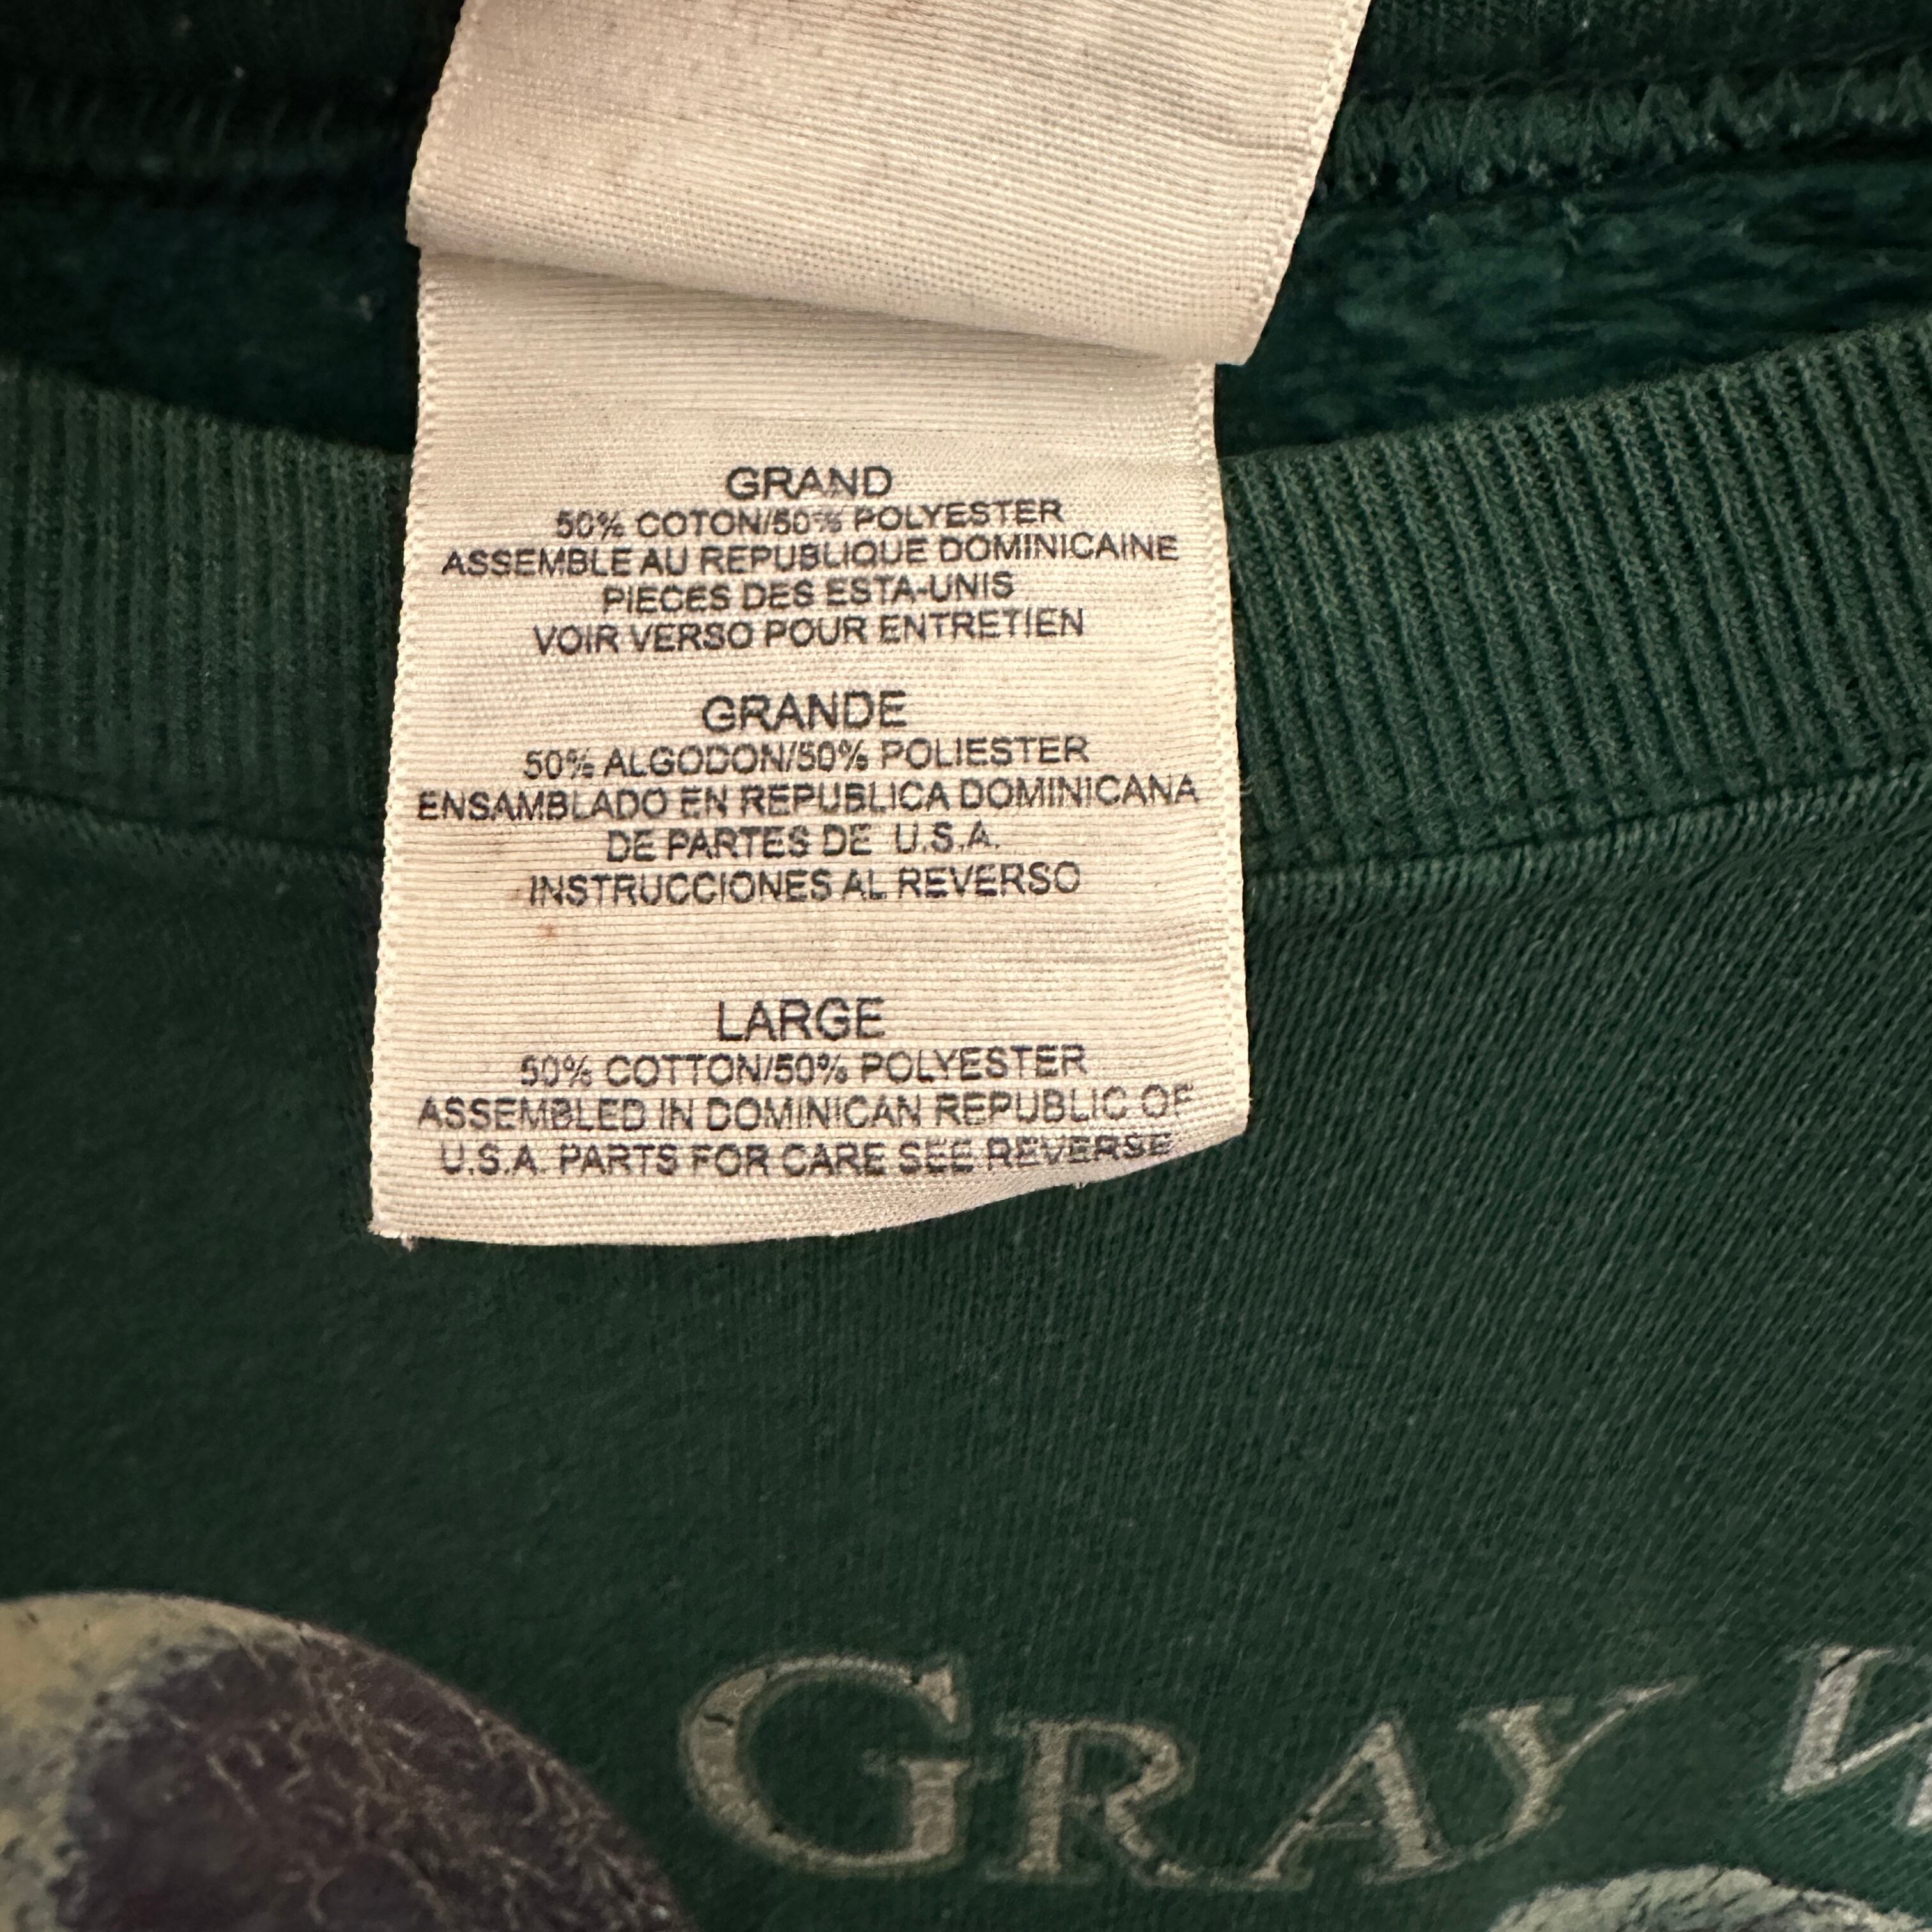 GRAND
50% COTON/50% POLYESTER
ASSEMBLE AU REPUBLIQUE DOMINICAINE
PIECES DES ESTA-UNIS
VOIR VERSO POUR ENTRETIEN
GRANDE
50% ALGODON/50% POLIESTER
ENSAMBLADO EN REPUBLICA DOMINICANA
DE PARTES DE U.S.A.
INSTRUCCIONES AL REVERSO
LARGE
50% COTTON/50% POLYESTER
ASSEMBLED IN DOMINICAN REPUBLIC OF
U.S.A. PARTS FOR CARE SEE REVERSE
GRAY